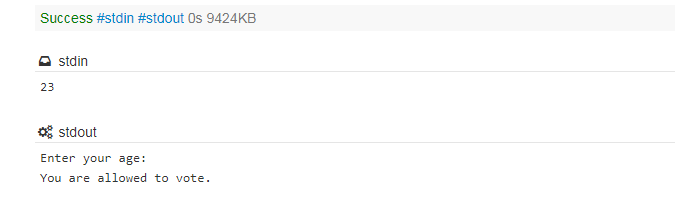 Success #stdin #stdout 0s 9424KB
stdin
23
stdout
Enter your age:
You are allowed to vote.